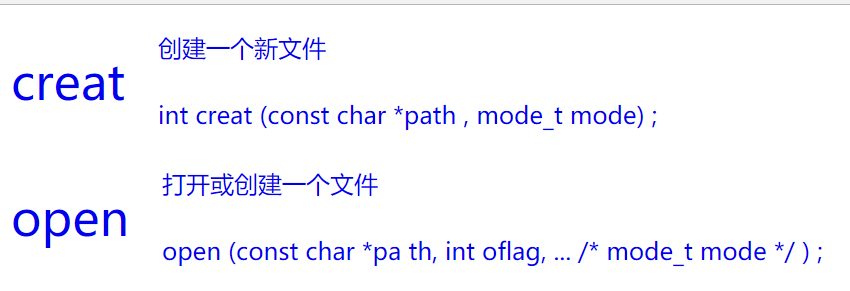 creat
创建一个新文件
int creat (const char *path , mode_t mode) ;
open
打开或创建一个文件
open (const char *pa th, int oflag, ... /* mode_t mode */ ) ;